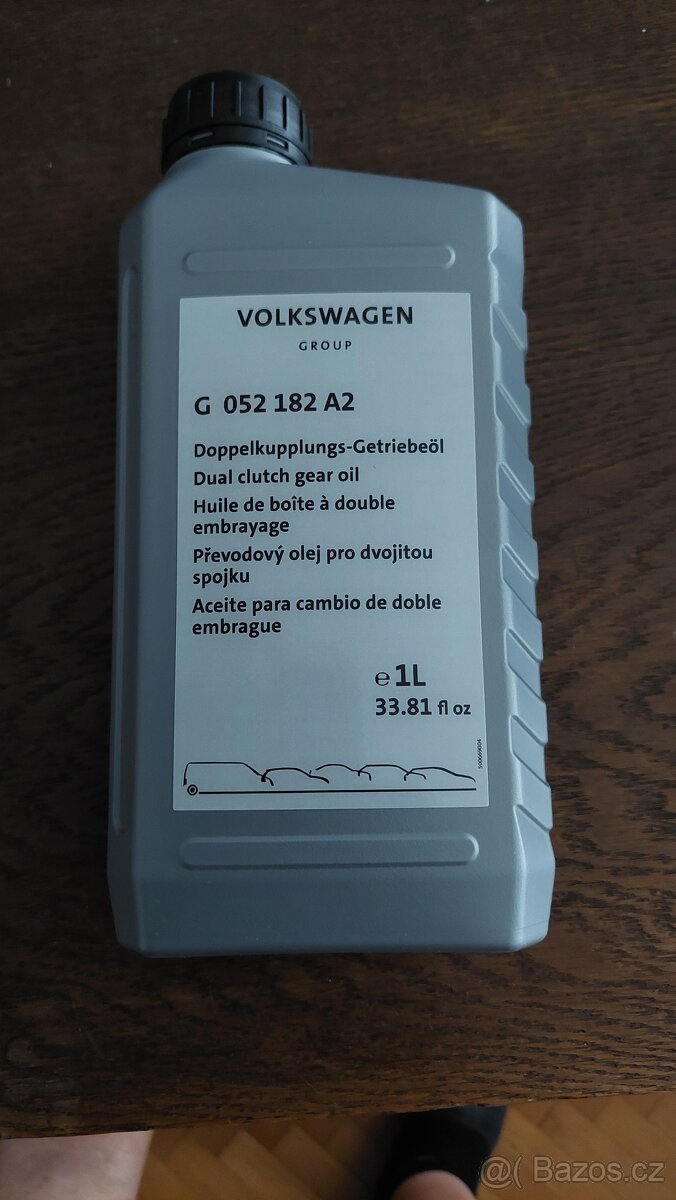 VOLKSWAGEN
GROUP
G 052 182 A2
Doppelkupplungs-Getriebeöl
Dual clutch gear oil
Huile de boîte à double
embrayage
Převodový olej pro dvojitou
spojku
Aceite para cambio de doble
embrague
e 1L
33.81 fl oz
@( Bazos.cz